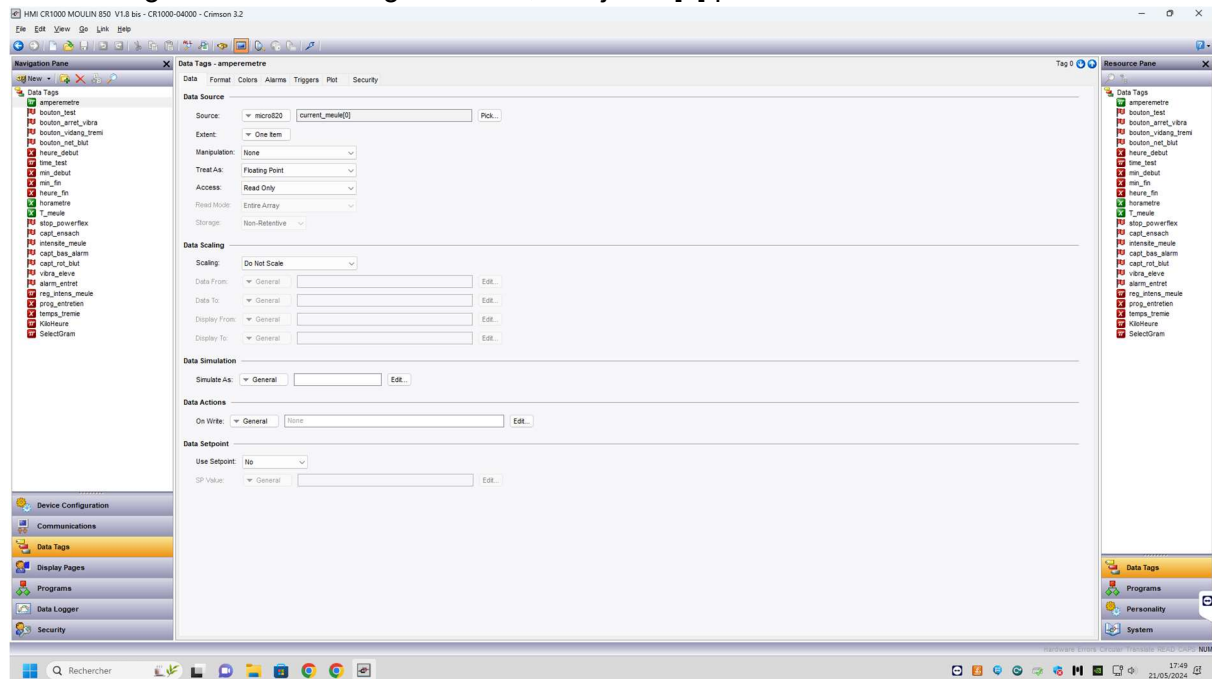 HMI CR1000 MOULIN 850 V1.8 bis - CR1000-04000 - Crimson 3.2
File Edit View Go Link Help
Navigation Pane
New
Data Tags
amperemetre
bouton_test
bouton_arret_vibra
bouton_vidang_tremi
bouton_net_blut
heure_debut
time_test
min_debut
min_fin
heure_fin
horametre
T_meule
stop_powerflex
capt_ensach
intensite_meule
capt_bas_alarm
capt_rot_blut
vibra_eleve
alarm_entret
reg_intens_meule
prog_entretien
temps_tremie
KiloHeure
SelectGram
Device Configuration
Communications
Data Tags
Display Pages
Programs
Data Logger
Security
Data Tags - amperemetre
Tag 0
Data Format Colors Alarms Triggers Plot Security
Data Source
Source: micro820 current_meule[0] Pick...
Extent: One Item
Manipulation: None
Treat As: Floating Point
Access: Read Only
Read Mode: Entire Array
Storage: Non-Retentive
Data Scaling
Scaling: Do Not Scale
Data From: General Edit...
Data To: General Edit...
Display From: General Edit...
Display To: General Edit...
Data Simulation
Simulate As: General Edit...
Data Actions
On Write: General None Edit...
Data Setpoint
Use Setpoint: No
SP Value: General Edit...
Resource Pane
Data Tags
amperemetre
bouton_test
bouton_arret_vibra
bouton_vidang_tremi
bouton_net_blut
heure_debut
time_test
min_debut
min_fin
heure_fin
horametre
T_meule
stop_powerflex
capt_ensach
intensite_meule
capt_bas_alarm
capt_rot_blut
vibra_eleve
alarm_entret
reg_intens_meule
prog_entretien
temps_tremie
KiloHeure
SelectGram
Data Tags
Programs
Personality
System
Hardware Errors Circular Translate READ CAPS NUM
Rechercher
17:49
21/05/2024